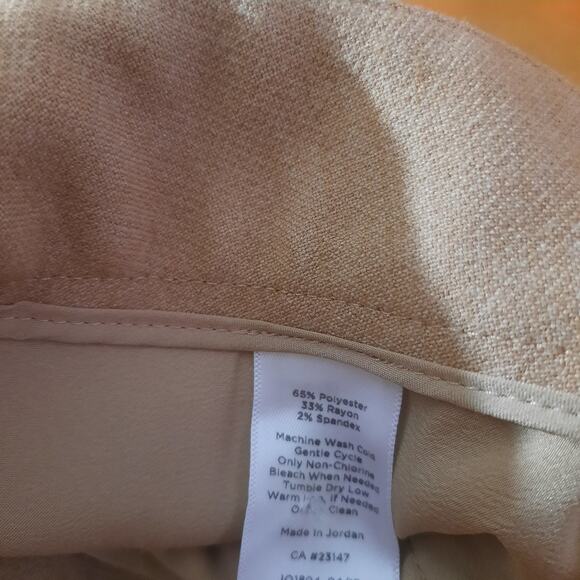 65% Polyester
33% Rayon
2% Spandex
Machine Wash Cold
Gentle Cycle
Only Non-Chlorine
Bleach When Needed
Tumble Dry Low
Warm if Needed
Clean
Made in Jordan
CA #23147